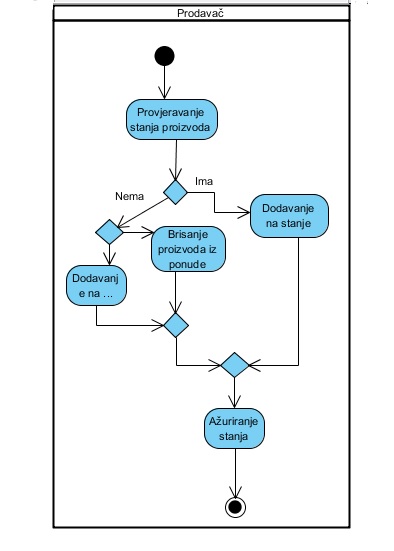 Prodavač
Provjeravanje
stanja proizvoda
Ima
Nema
Dodavanje
na stanje
Brisanje
proizvoda iz
ponude
Dodavanj
e na ...
Ažuriranje
stanja